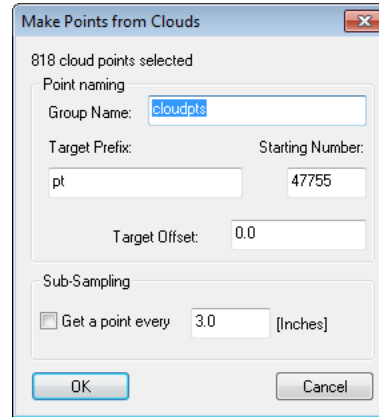 Make Points from Clouds
818 cloud points selected
Point naming
Group Name: cloudpts
Target Prefix: Starting Number:
pt 47755
Target Offset: 0.0
Sub-Sampling
Get a point every 3.0 [Inches]
OK Cancel